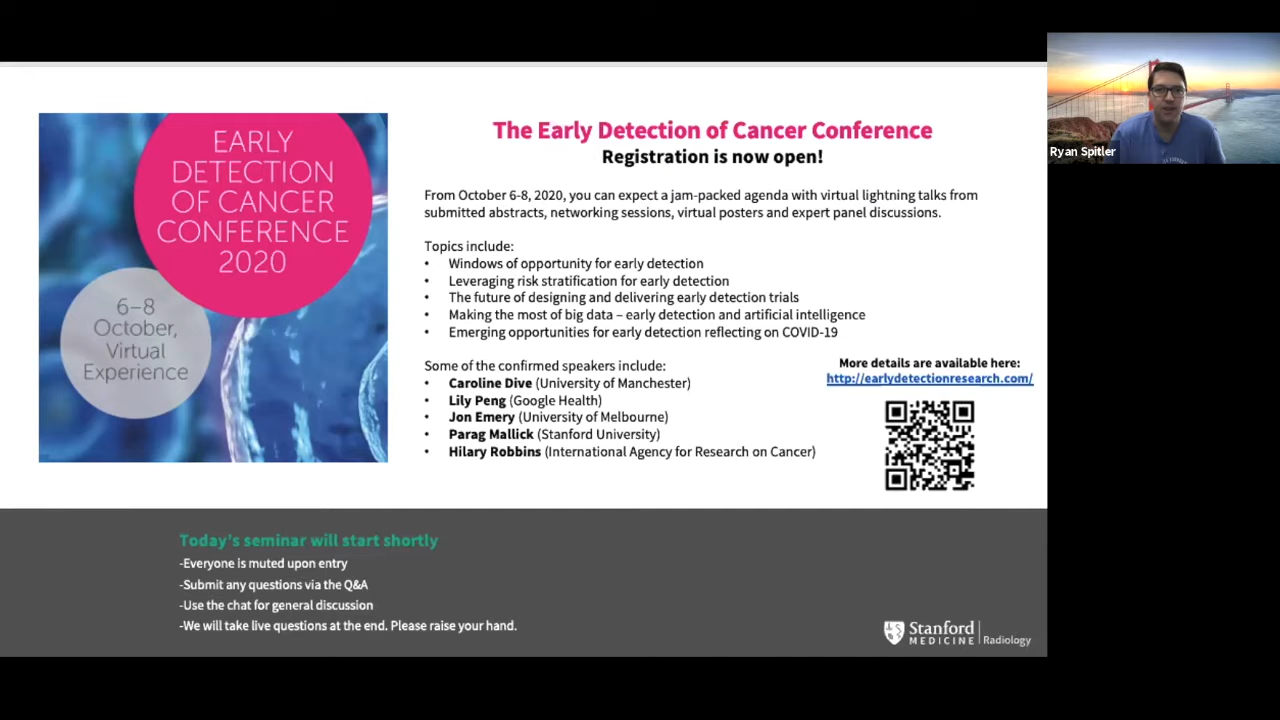 EARLY
DETECTION
OF CANCER
CONFERENCE
2020
6–8
October,
Virtual
Experience
The Early Detection of Cancer Conference
Registration is now open!
From October 6-8, 2020, you can expect a jam-packed agenda with virtual lightning talks from
submitted abstracts, networking sessions, virtual posters and expert panel discussions.
Topics include:
• Windows of opportunity for early detection
• Leveraging risk stratification for early detection
• The future of designing and delivering early detection trials
• Making the most of big data – early detection and artificial intelligence
• Emerging opportunities for early detection reflecting on COVID-19
Some of the confirmed speakers include:
• Caroline Dive (University of Manchester)
• Lily Peng (Google Health)
• Jon Emery (University of Melbourne)
• Parag Mallick (Stanford University)
• Hilary Robbins (International Agency for Research on Cancer)
More details are available here:
http://earlydetectionresearch.com/
Today's seminar will start shortly
-Everyone is muted upon entry
-Submit any questions via the Q&A
-Use the chat for general discussion
-We will take live questions at the end. Please raise your hand.
Stanford
MEDICINE
Radiology
Ryan Spitler